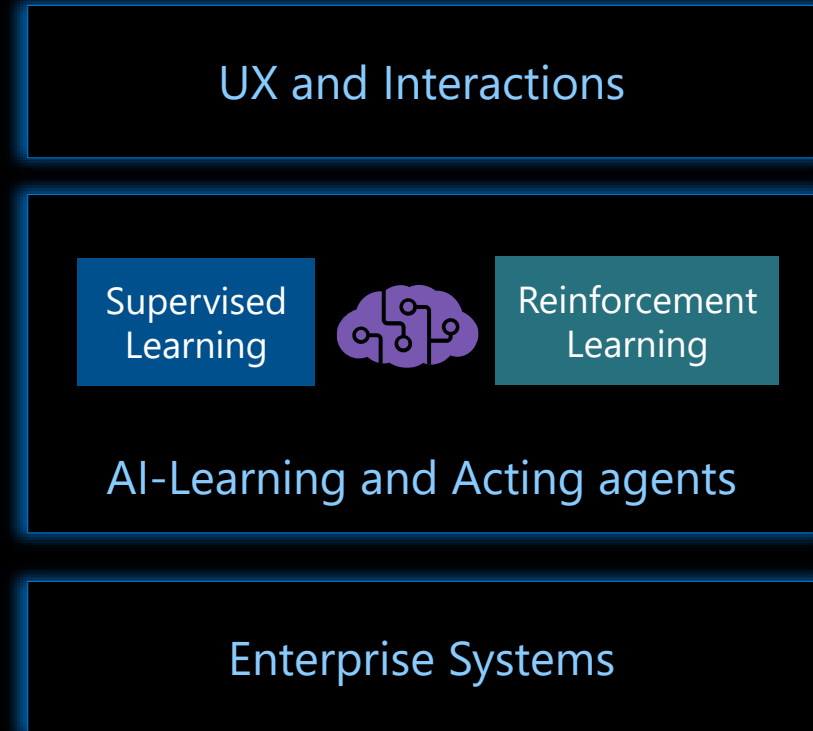 UX and Interactions
Supervised
Learning
Reinforcement
Learning
AI-Learning and Acting agents
Enterprise Systems